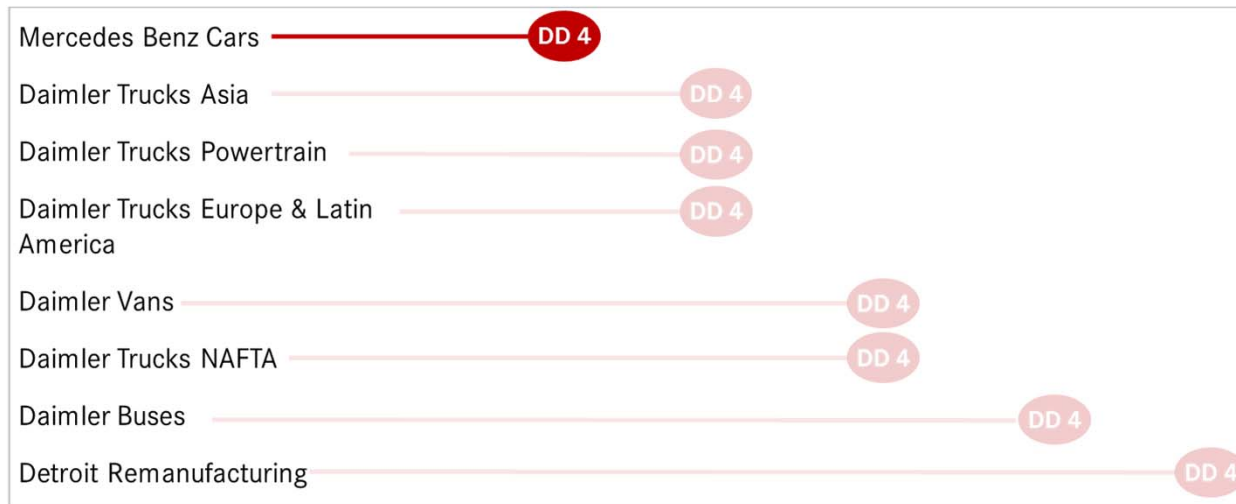 Mercedes Benz Cars DD 4
Daimler Trucks Asia DD 4
Daimler Trucks Powertrain DD 4
Daimler Trucks Europe & Latin DD 4
America
Daimler Vans DD 4
Daimler Trucks NAFTA DD 4
Daimler Buses DD 4
Detroit Remanufacturing DD 4